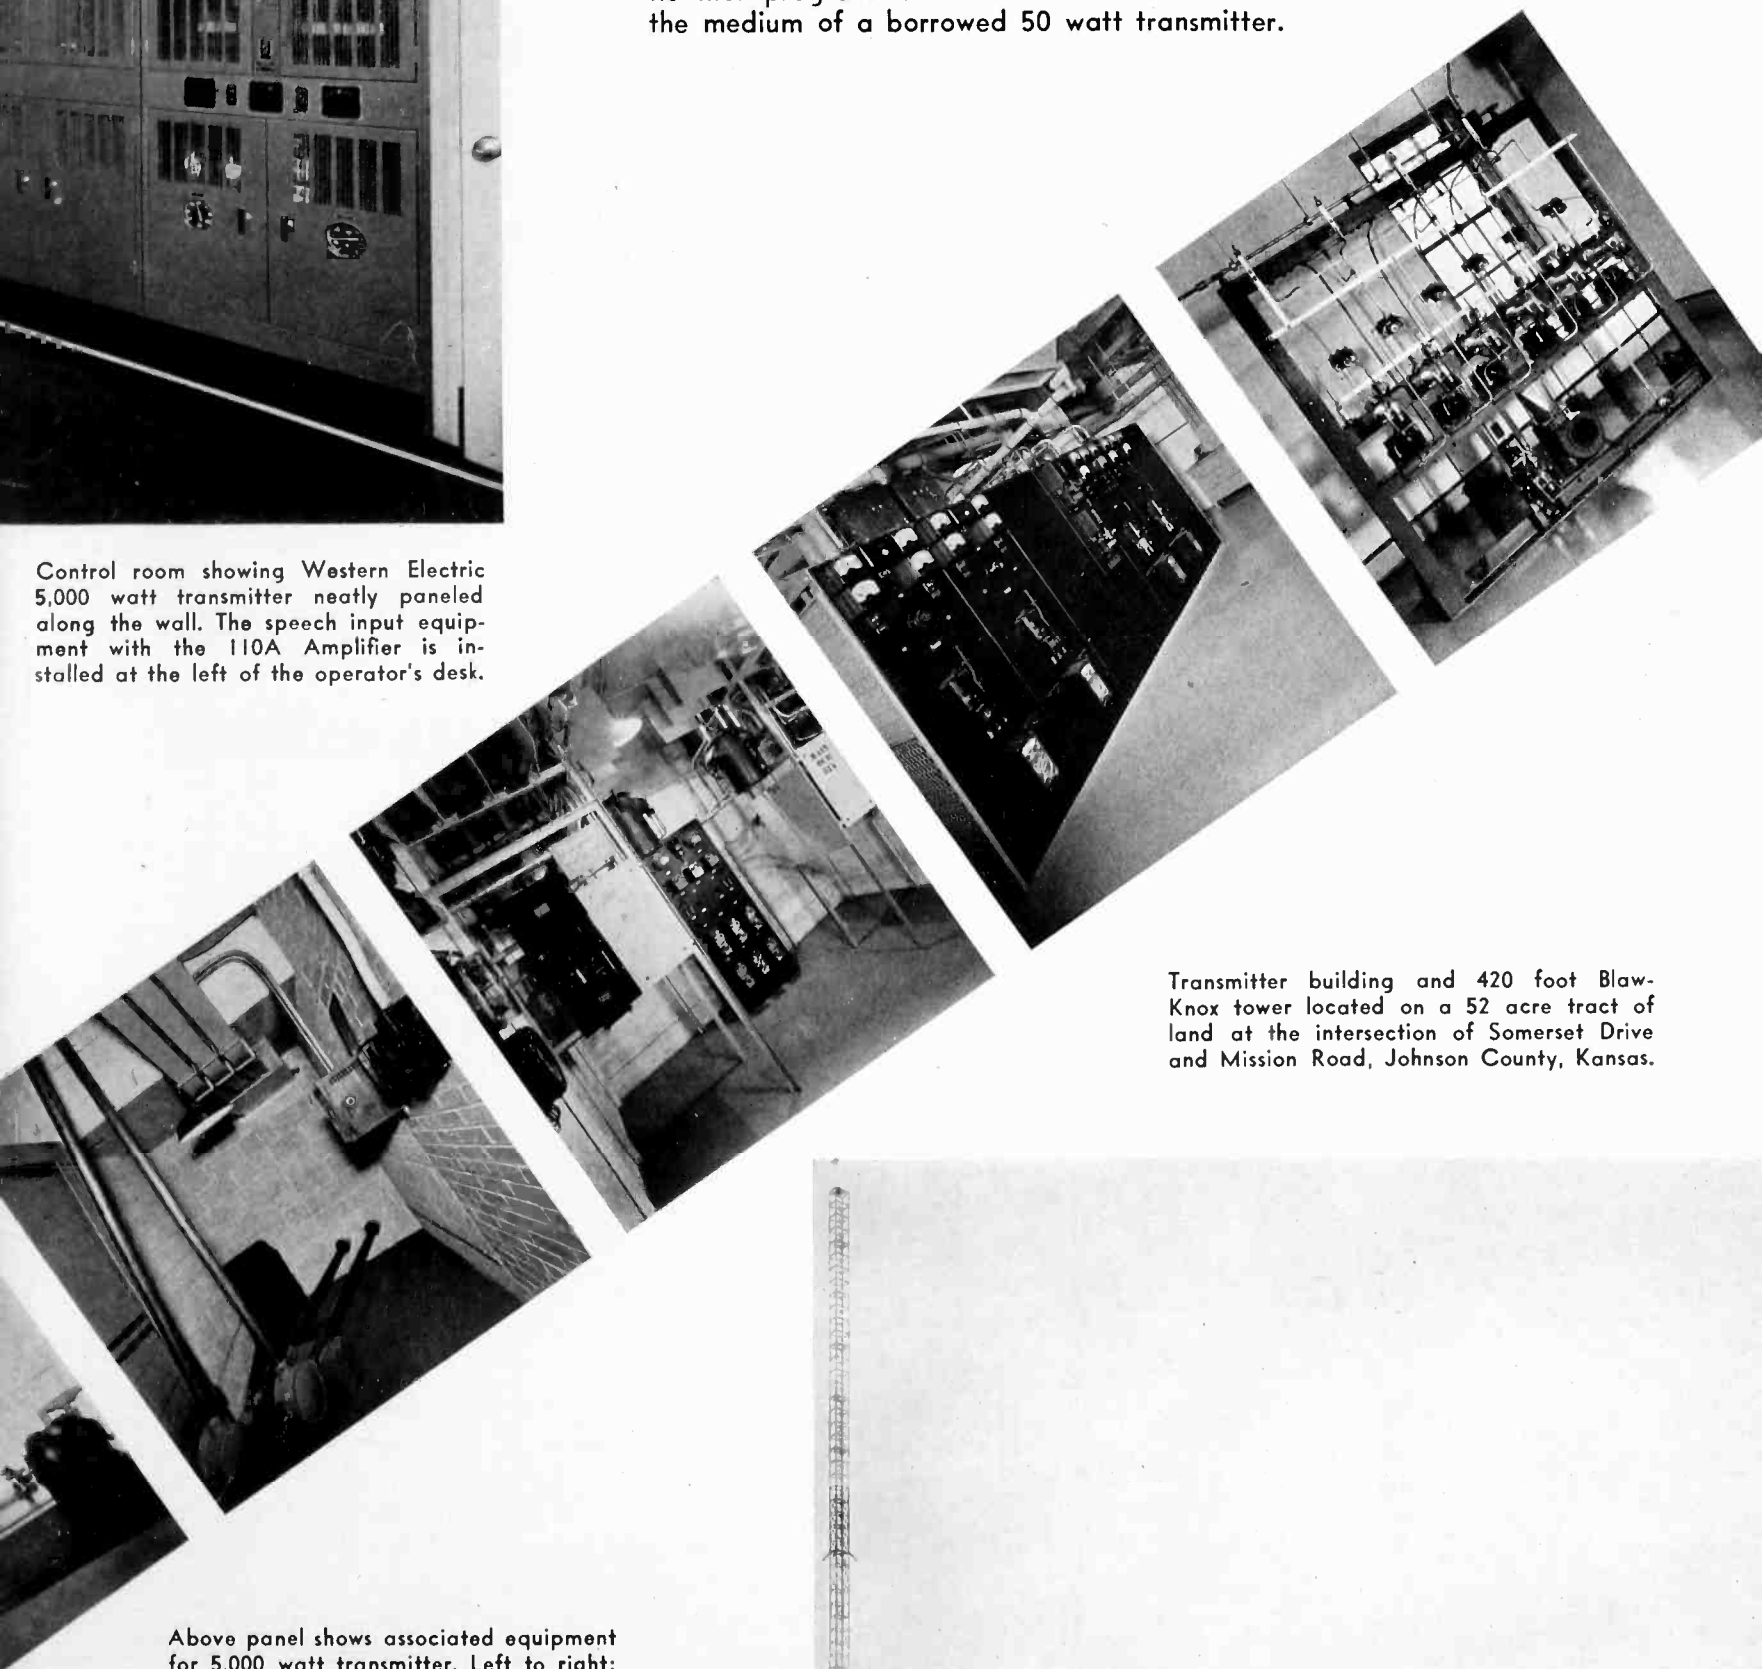 the medium of a borrowed 50 watt transmitter.
Control room showing Western Electric
5,000 watt transmitter neatly paneled
along the wall. The speech input equip-
ment with the 110A Amplifier is in-
stalled at the left of the operator's desk.
Transmitter building and 420 foot Blaw-
Knox tower located on a 52 acre tract of
land at the intersection of Somerset Drive
and Mission Road, Johnson County, Kansas.
Above panel shows associated equipment
for 5,000 watt transmitter. Left to right: